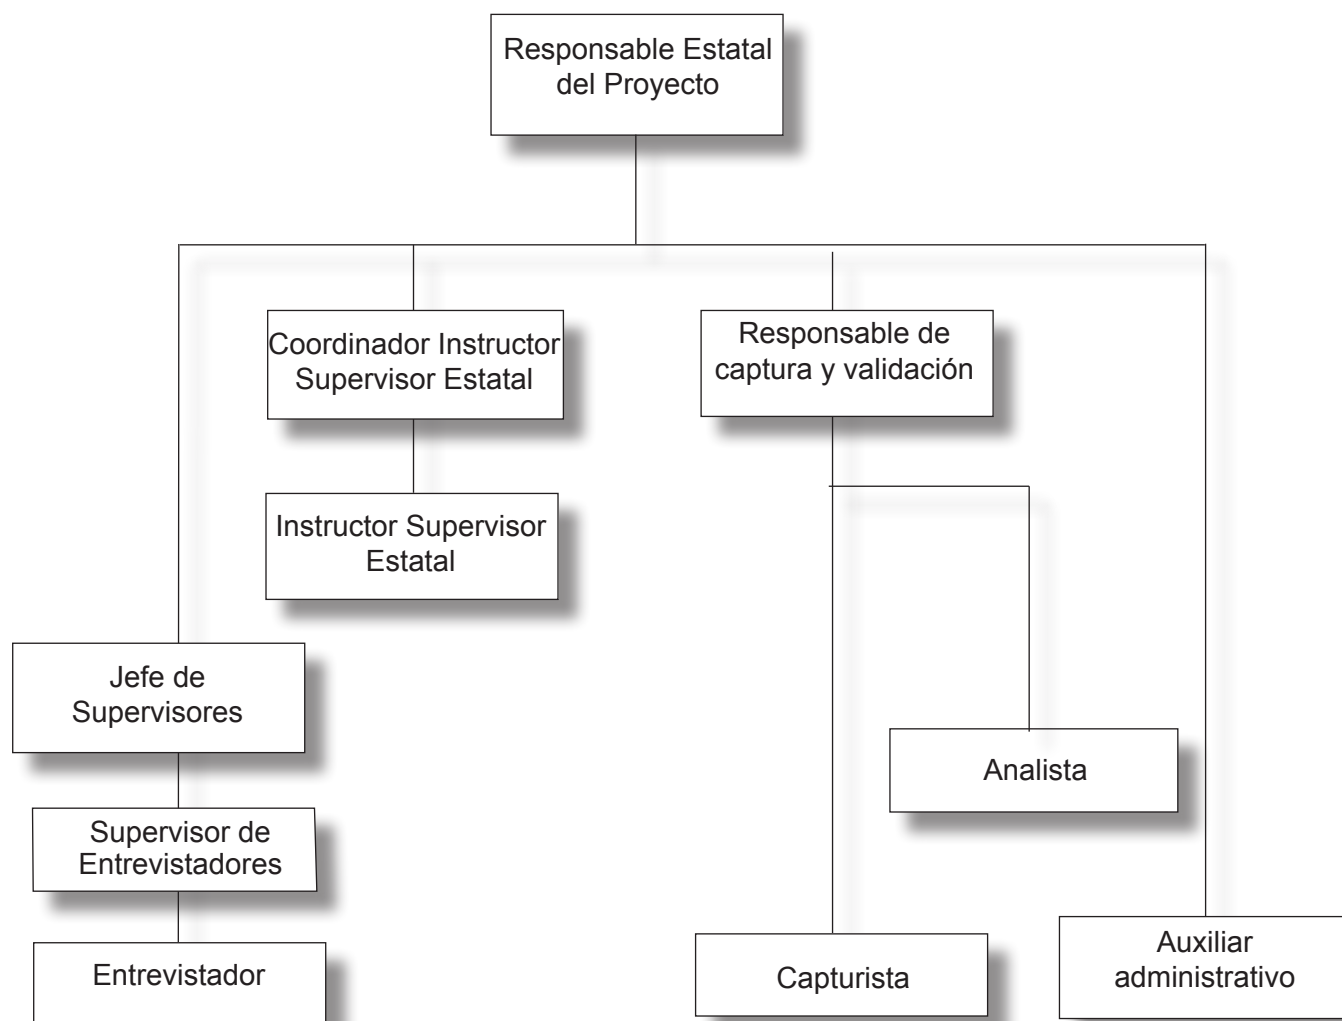 Responsable Estatal
del Proyecto
Coordinador Instructor
Supervisor Estatal
Responsable de
captura y validación
Instructor Supervisor
Estatal
Jefe de
Supervisores
Analista
Supervisor de
Entrevistadores
Entrevistador
Capturista
Auxiliar
administrativo